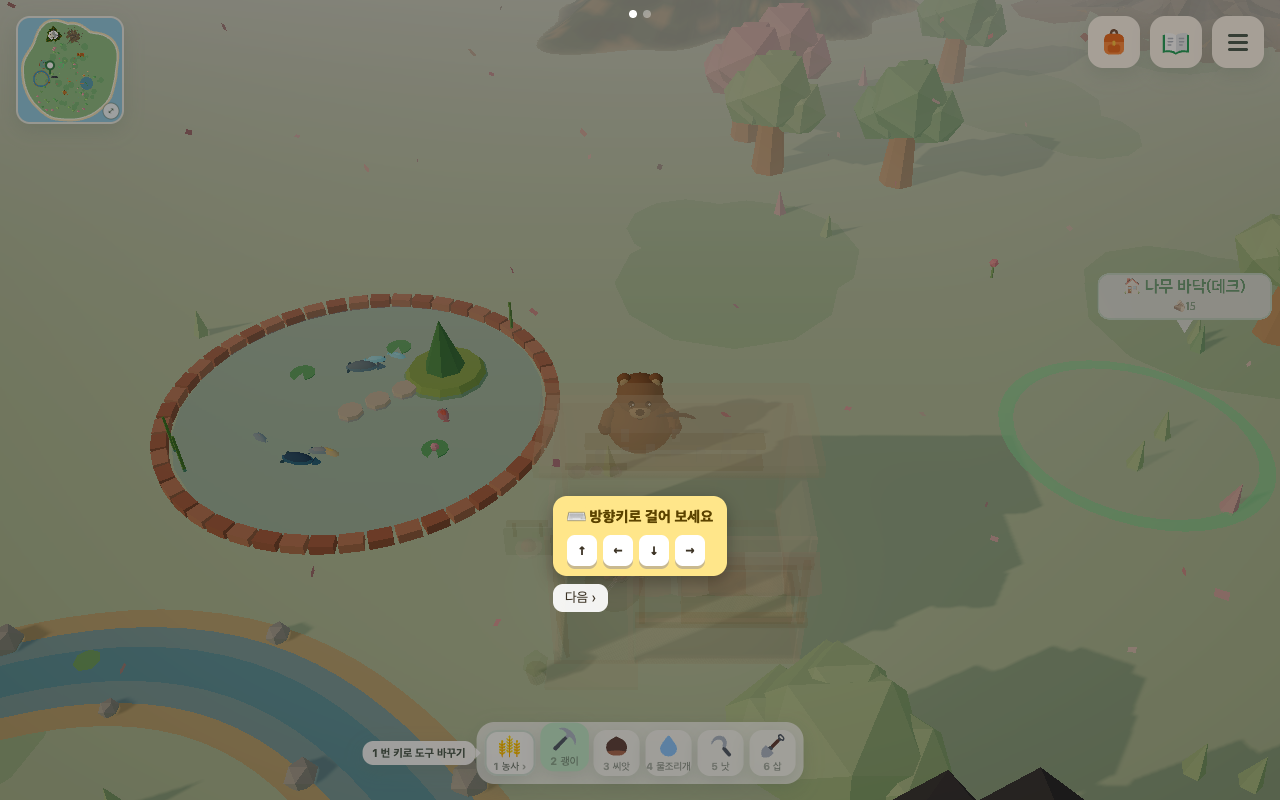 나무 바닥(데크)
15
방향키로 걸어 보세요
↑ ← ↓ →
다음 ›
1 번 키로 도구 바꾸기
1 농사 ›
2 괭이
3 씨앗
4 물조리개
5 낫
6 삽